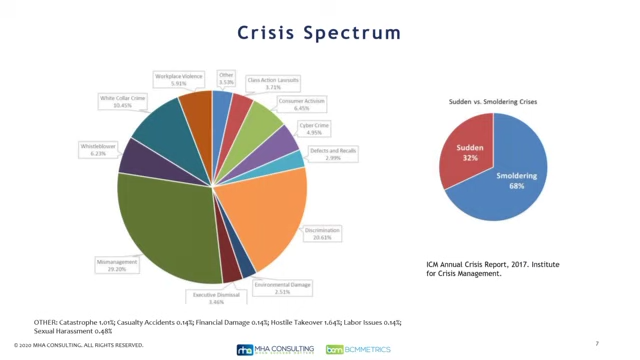 Crisis Spectrum
Other
3.53%
Class Action Lawsuits
3.71%
Consumer Activism
6.45%
Cyber Crime
4.95%
Defects and Recalls
2.99%
Discrimination
20.61%
Environmental Damage
2.51%
Executive Dismissal
3.46%
Mismanagement
29.20%
Whistleblower
6.23%
White Collar Crime
10.45%
Workplace Violence
5.91%
Sudden vs. Smoldering Crises
Sudden
32%
Smoldering
68%
ICM Annual Crisis Report, 2017. Institute
for Crisis Management.
OTHER: Catastrophe 1.01%; Casualty Accidents 0.14%; Financial Damage 0.14%; Hostile Takeover 1.64%; Labor Issues 0.14%;
Sexual Harassment 0.48%
© 2020 MHA CONSULTING. ALL RIGHTS RESERVED.
mha
MHA CONSULTING
bcm
BCMMETRICS
7